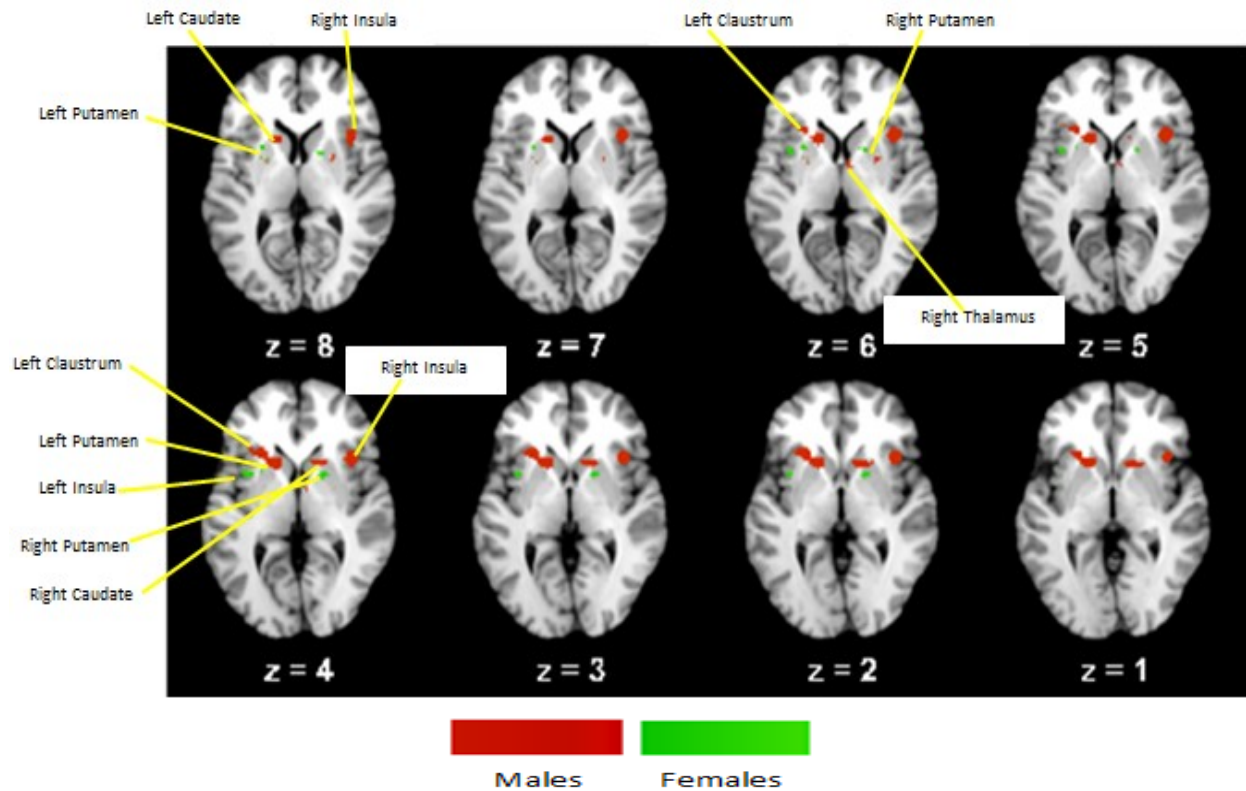 Left Caudate
Right Insula
Left Claustrum
Right Putamen
Left Putamen
Right Thalamus
z = 8
z = 7
z = 6
z = 5
Left Claustrum
Right Insula
Left Putamen
Left Insula
Right Putamen
Right Caudate
z = 4
z = 3
z = 2
z = 1
Males
Females